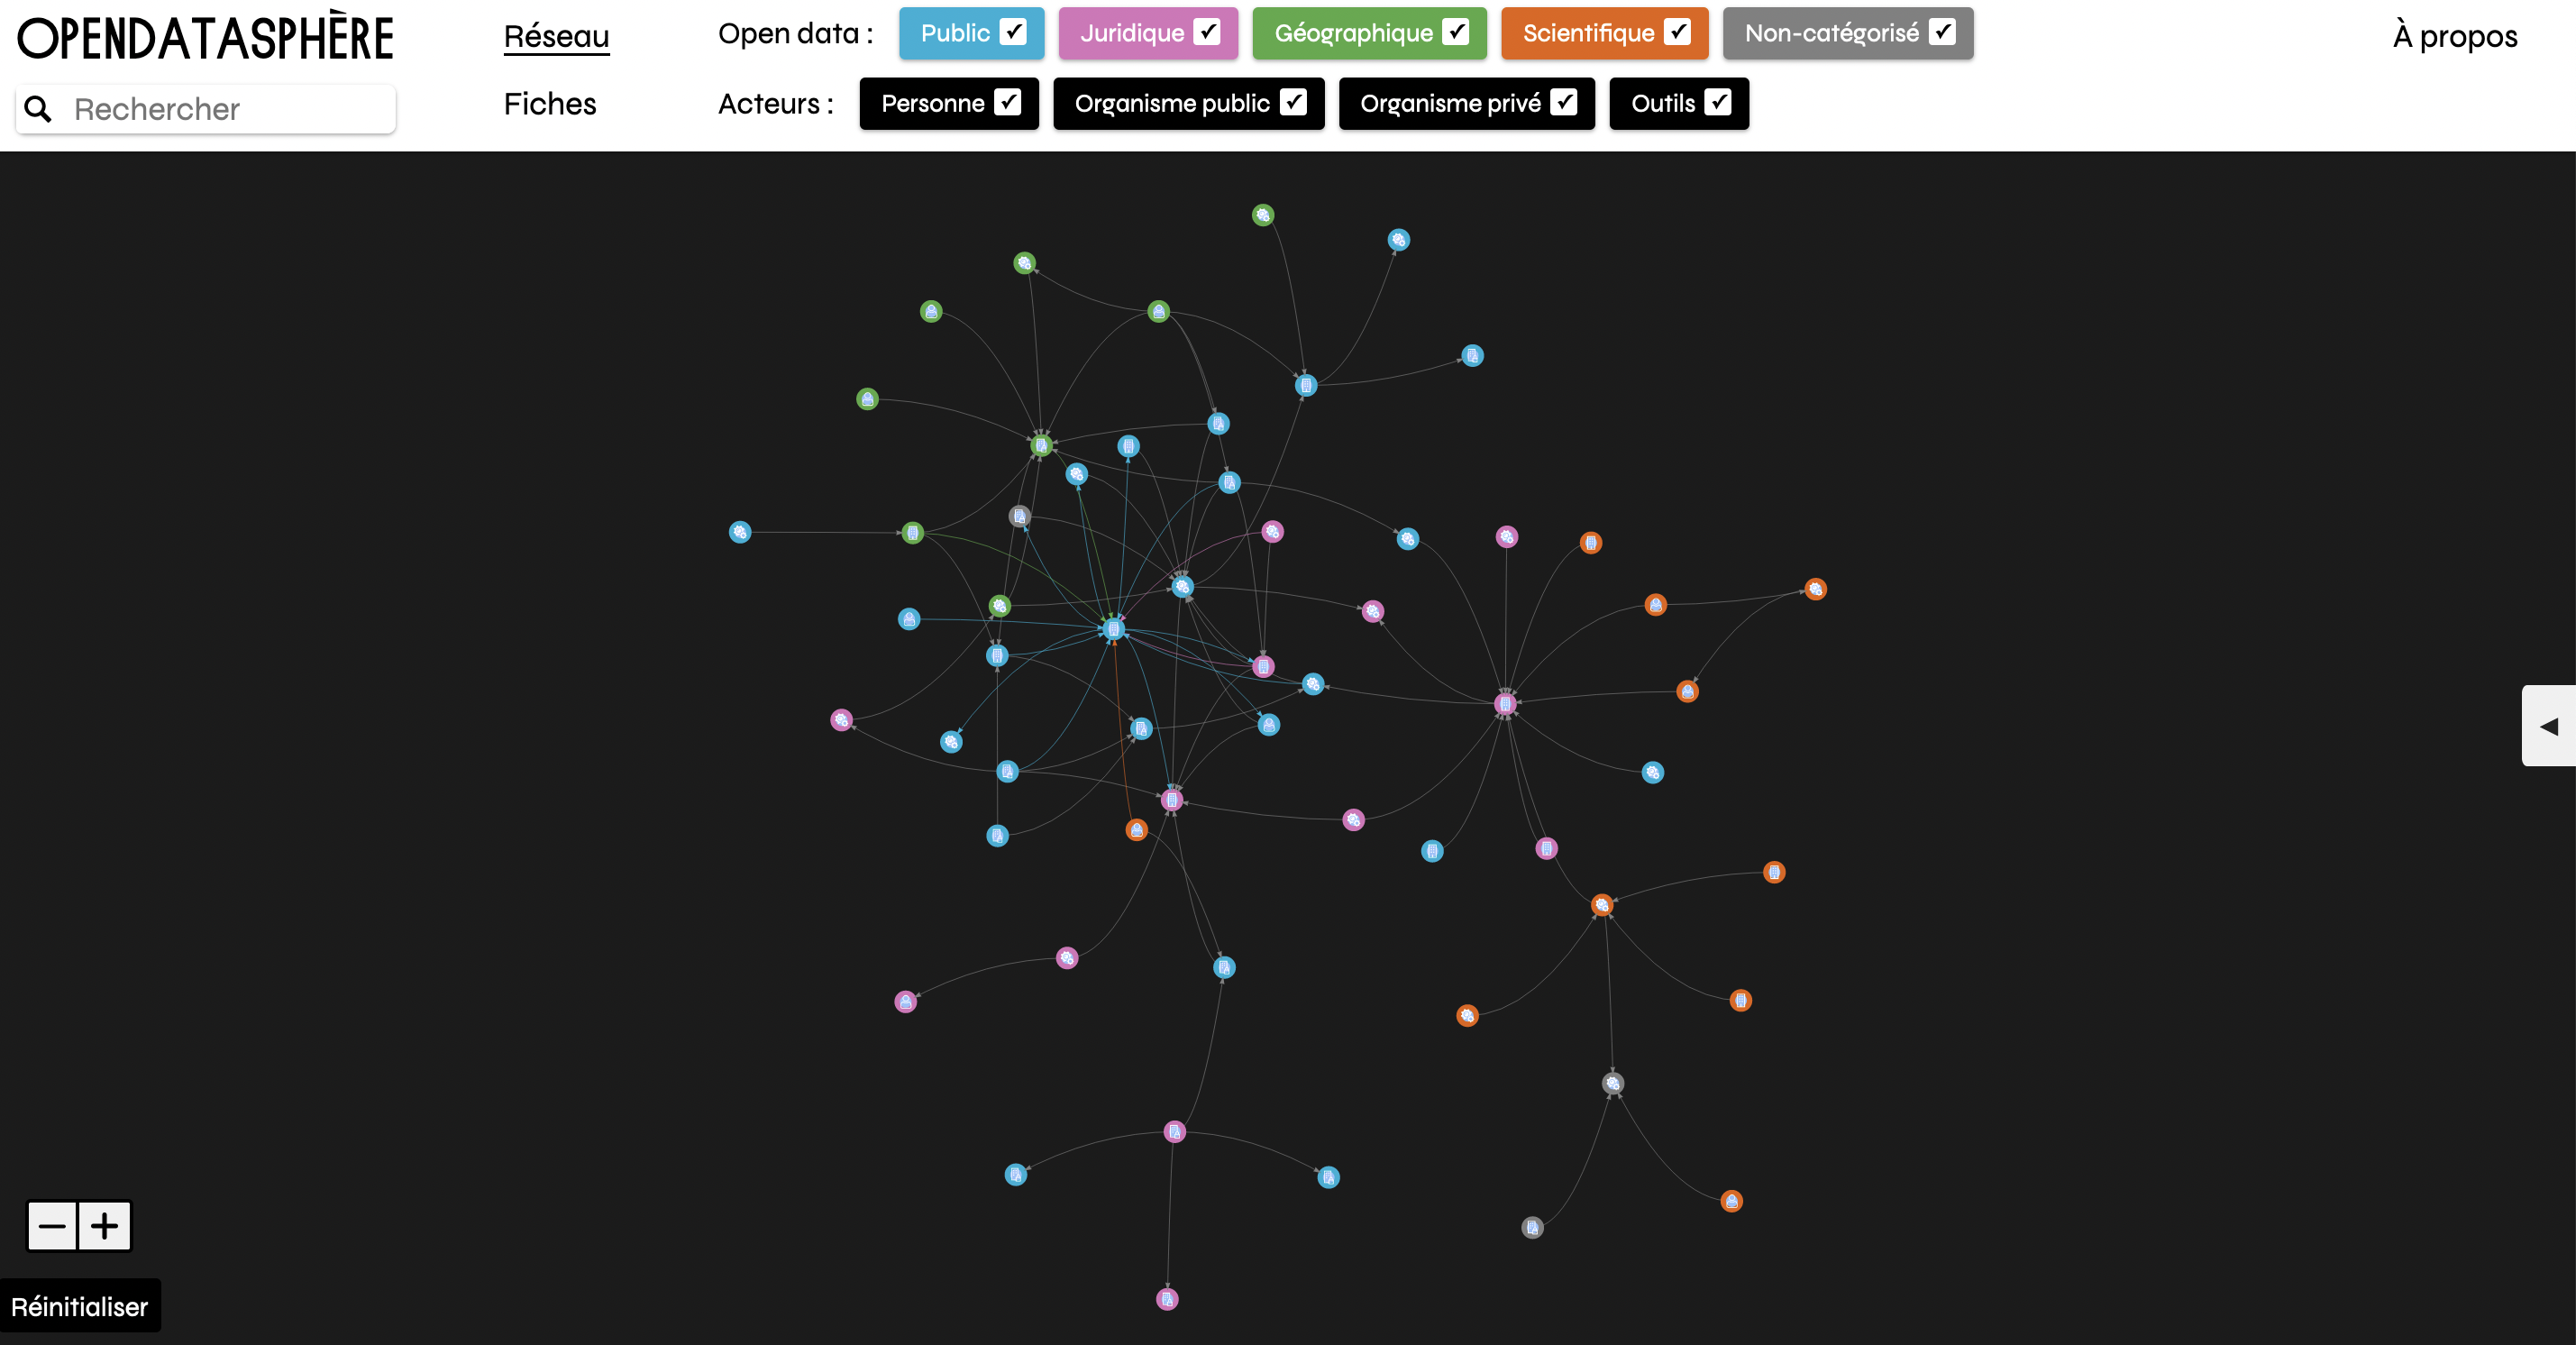 OPENDATASPHÈRE
Rechercher
Réseau
Fiches
Open data : Public Juridique Géographique Scientifique Non-catégorisé
Acteurs : Personne Organisme public Organisme privé Outils
À propos
Réinitialiser